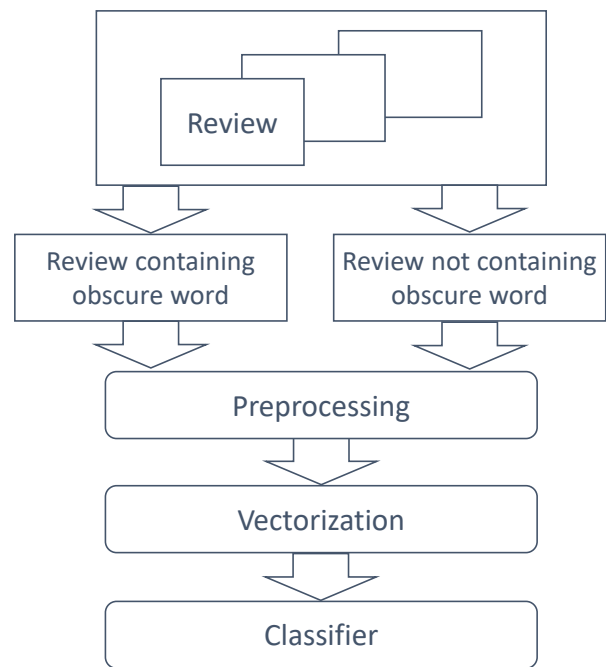 Review
Review containing
obscure word
Review not containing
obscure word
Preprocessing
Vectorization
Classifier